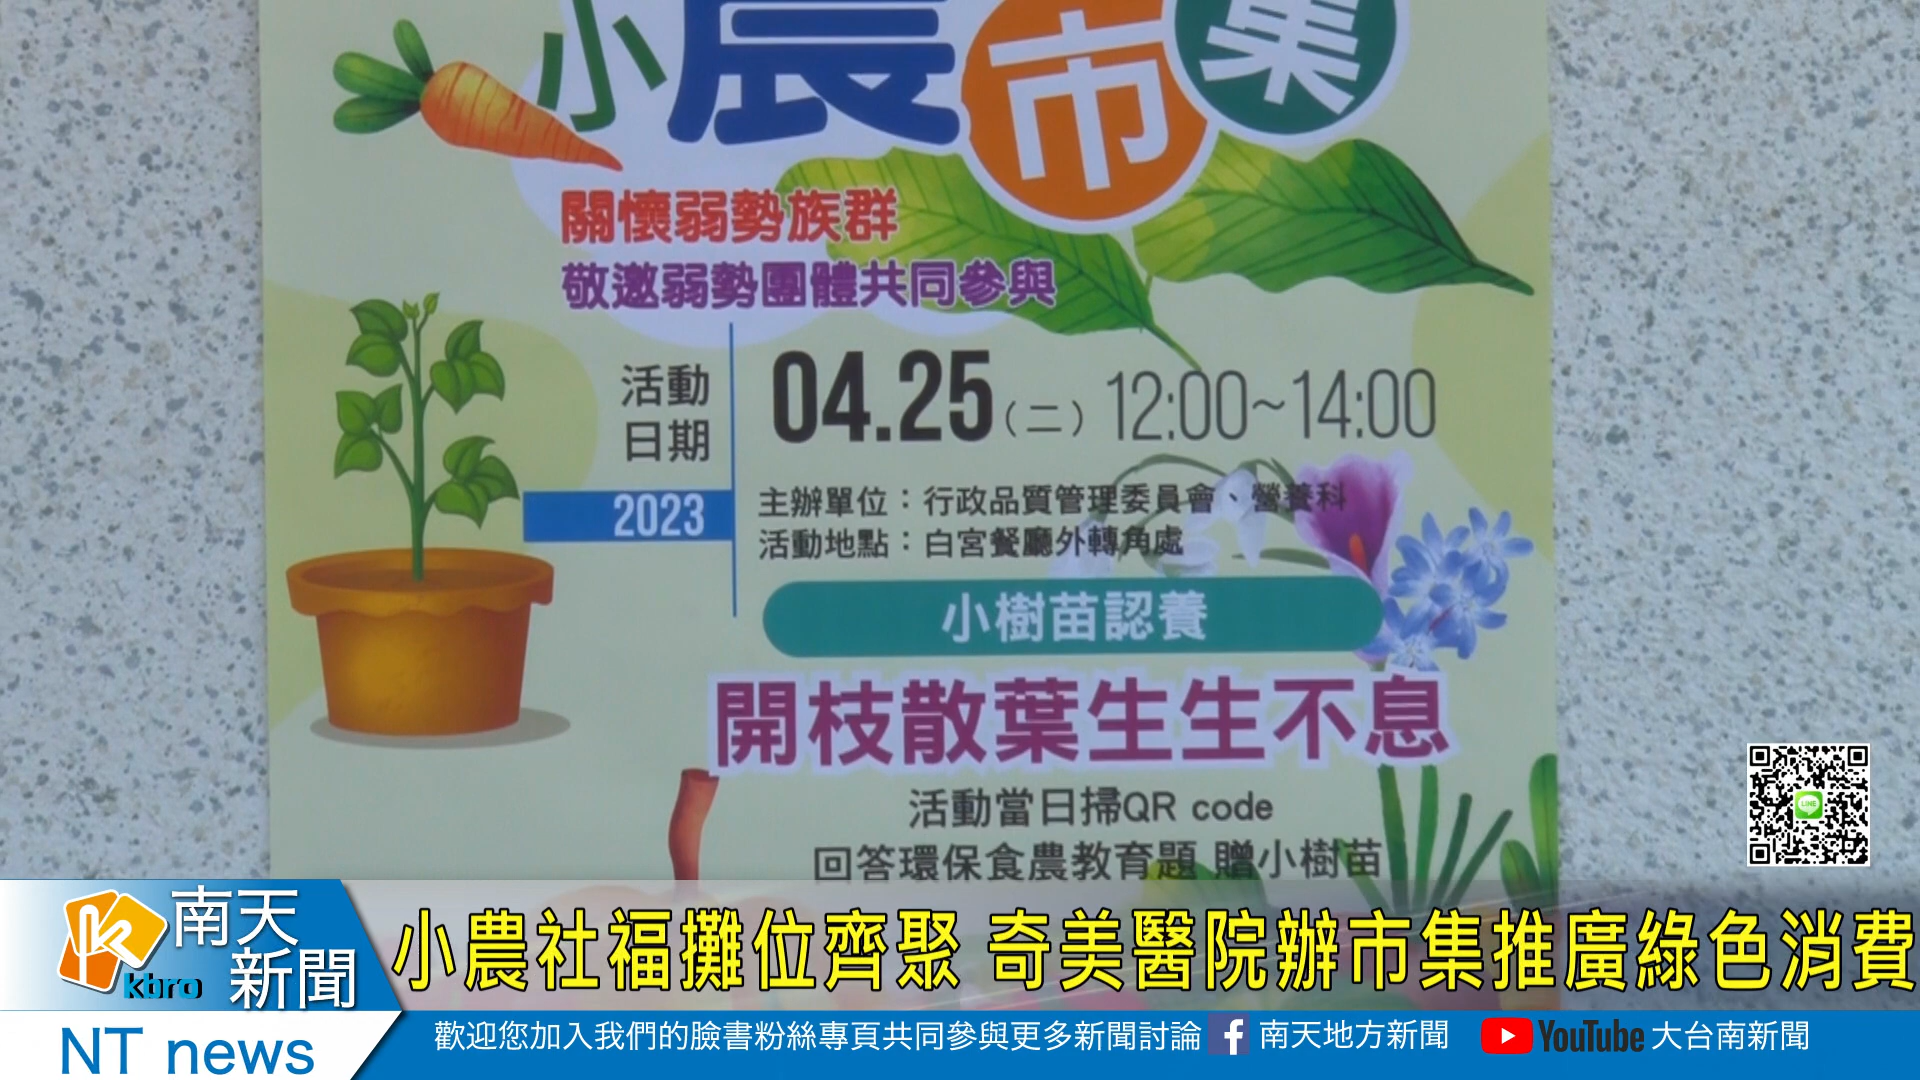 小農市集
關懷弱勢族群
敬邀弱勢團體共同參與
活動
日期
2023
04.25(二) 12:00~14:00
主辦單位：行政品質管理委員會、營養科
活動地點：白宮餐廳外轉角處
小樹苗認養
開枝散葉生生不息
活動當日掃QR code
回答環保食農教育題 贈小樹苗
LINE
kbro
南天
新聞
小農社福攤位齊聚 奇美醫院辦市集推廣綠色消費
NT news
歡迎您加入我們的臉書粉絲專頁共同參與更多新聞討論 f 南天地方新聞 YouTube 大台南新聞